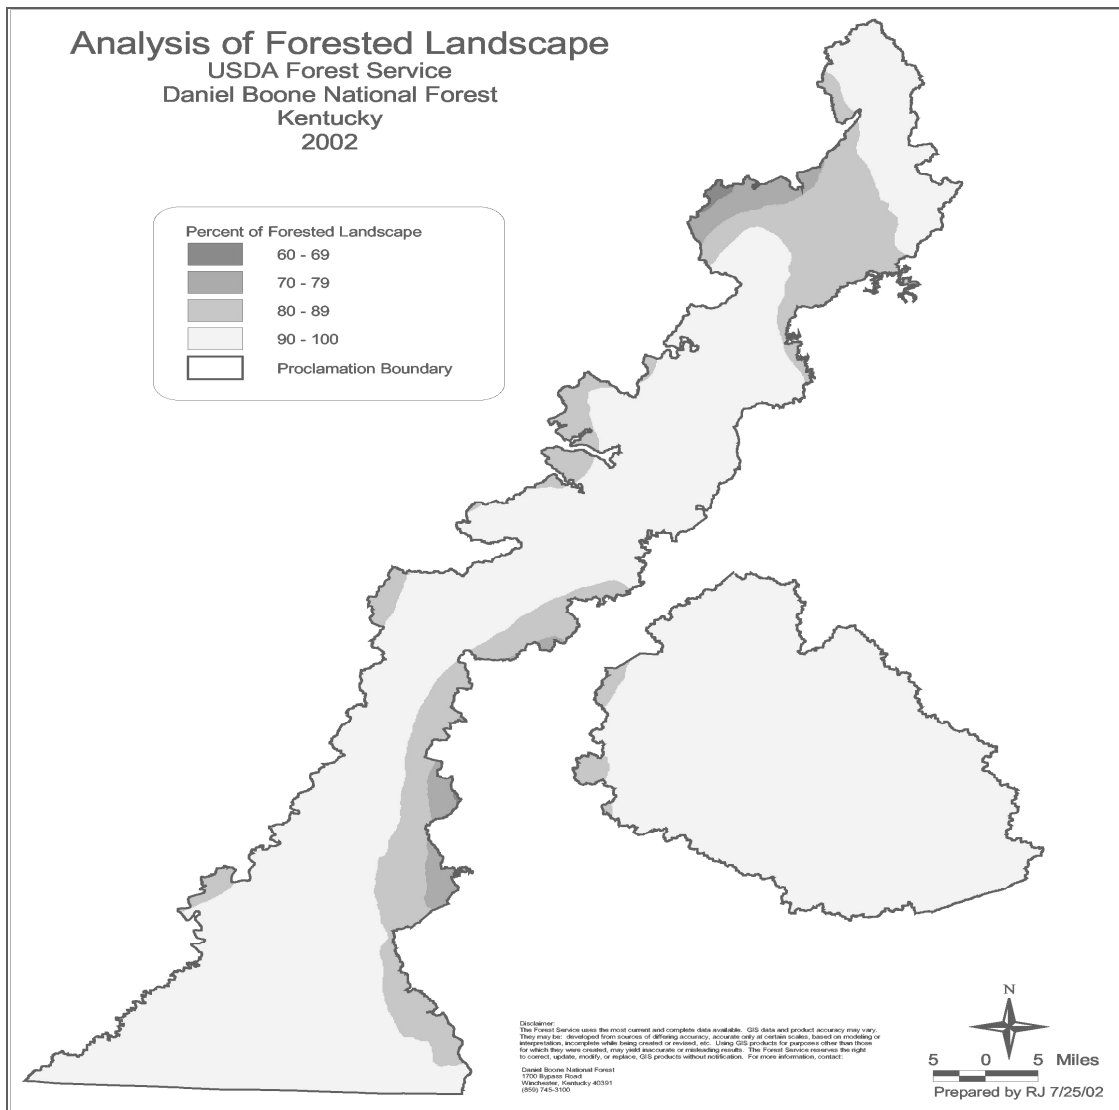 Analysis of Forested Landscape
USDA Forest Service
Daniel Boone National Forest
Kentucky
2002
Percent of Forested Landscape
60 - 69
70 - 79
80 - 89
90 - 100
Proclamation Boundary
Disclaimer:
The Forest Service uses the most current and complete data available. GIS data and product accuracy may vary.
They may be: developed from sources of differing accuracy, accurate only at certain scales, based on modeling or
interpretation, incomplete while being created or revised, etc. Using GIS products for purposes other than those
for which they were created, may yield inaccurate or misleading results. The Forest Service reserves the right
to correct, update, modify, or replace, GIS products without notification. For more information, contact:
Daniel Boone National Forest
1700 Bypass Road
Winchester, Kentucky 40391
(859) 745-3100
N
5 0 5 Miles
Prepared by RJ 7/25/02